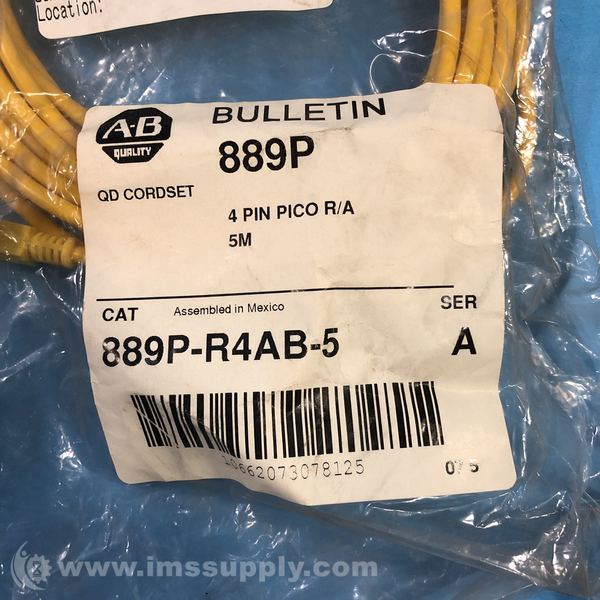 Location:
A-B
QUALITY
BULLETIN
889P
QD CORDSET
4 PIN PICO R/A
5M
CAT
Assembled in Mexico
SER
889P-R4AB-5
A
10662073078125
www.imssupply.com